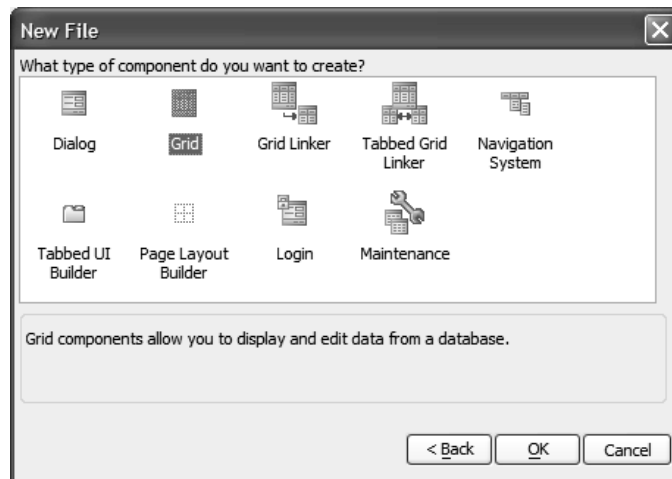 New File
What type of component do you want to create?
Dialog
Grid
Grid Linker
Tabbed Grid
Linker
Navigation
System
Tabbed UI
Builder
Page Layout
Builder
Login
Maintenance
Grid components allow you to display and edit data from a database.
< Back
OK
Cancel